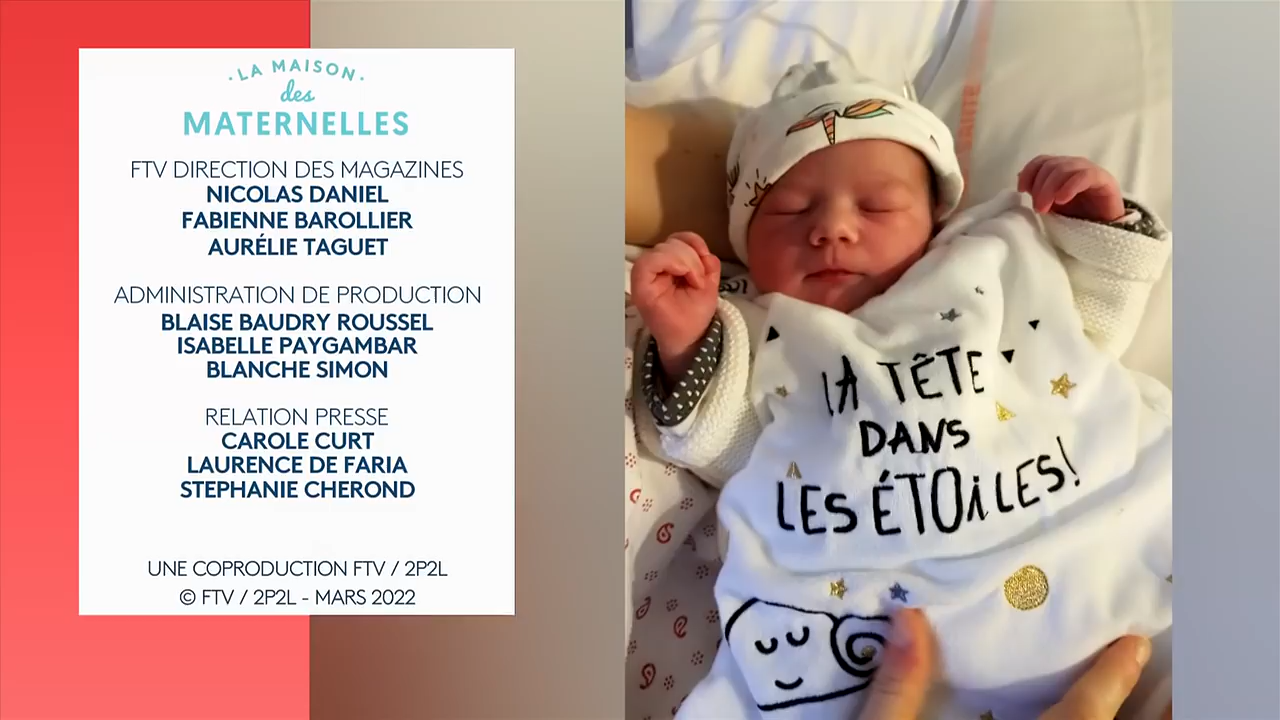 LA MAISON
des
MATERNELLES
FTV DIRECTION DES MAGAZINES
NICOLAS DANIEL
FABIENNE BAROLLIER
AURÉLIE TAGUET
ADMINISTRATION DE PRODUCTION
BLAISE BAUDRY ROUSSEL
ISABELLE PAYGAMBAR
BLANCHE SIMON
RELATION PRESSE
CAROLE CURT
LAURENCE DE FARIA
STEPHANIE CHEROND
UNE COPRODUCTION FTV / 2P2L
© FTV / 2P2L - MARS 2022
LA TÊTE
DANS
LES ÉTOiLES!